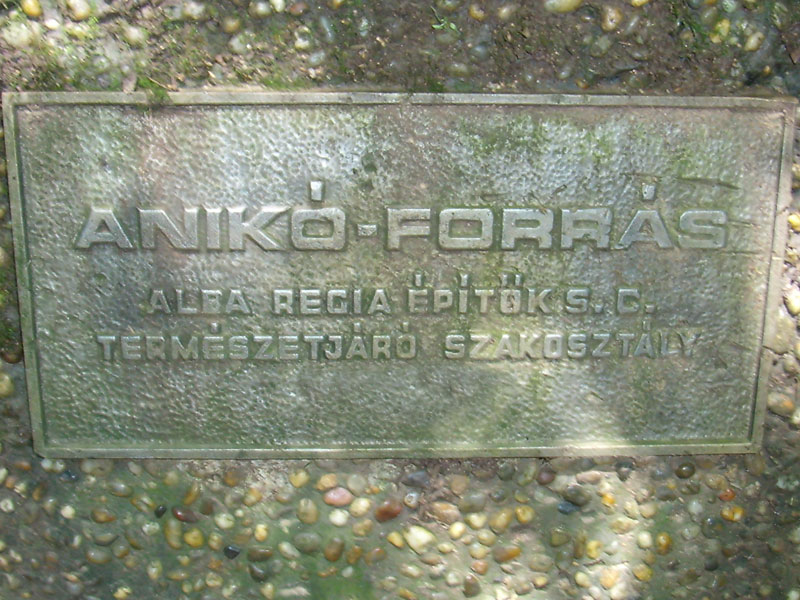 ANIKÓ-FORRÁS
ALBA REGIA ÉPÍTŐK S. C.
TERMÉSZETJÁRÓ SZAKOSZTÁLY